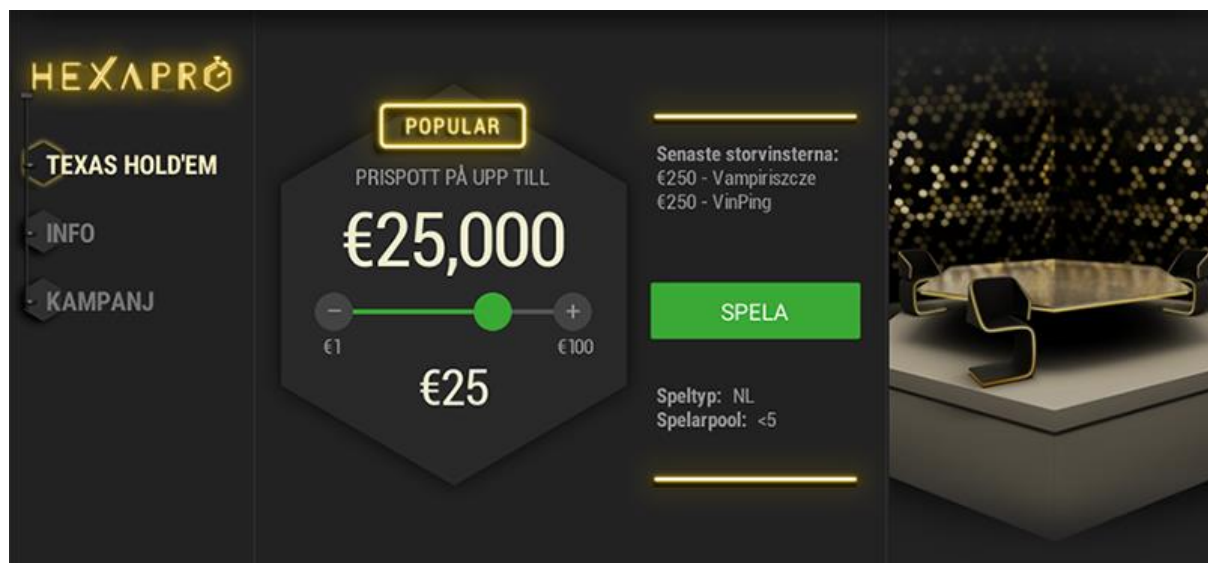 HEXAPRO
TEXAS HOLD'EM
INFO
KAMPANJ
POPULAR
PRISPOTT PÅ UPP TILL
€25,000
−
+
€1
€100
€25
Senaste storvinsterna:
€250 - Vampiriszcze
€250 - VinPing
SPELA
Speltyp: NL
Spelarpool: <5